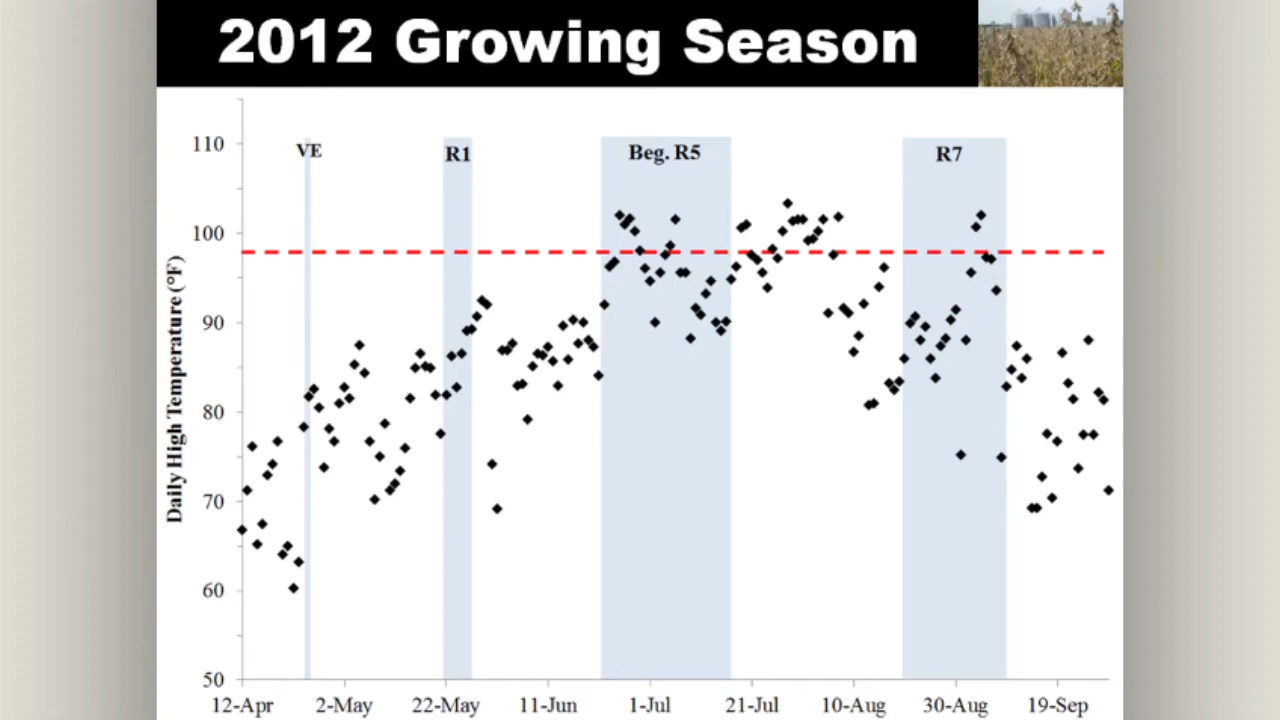 2012 Growing Season
VE
R1
Beg. R5
R7
110
100
90
80
70
60
50
Daily High Temperature (°F)
12-Apr 2-May 22-May 11-Jun 1-Jul 21-Jul 10-Aug 30-Aug 19-Sep